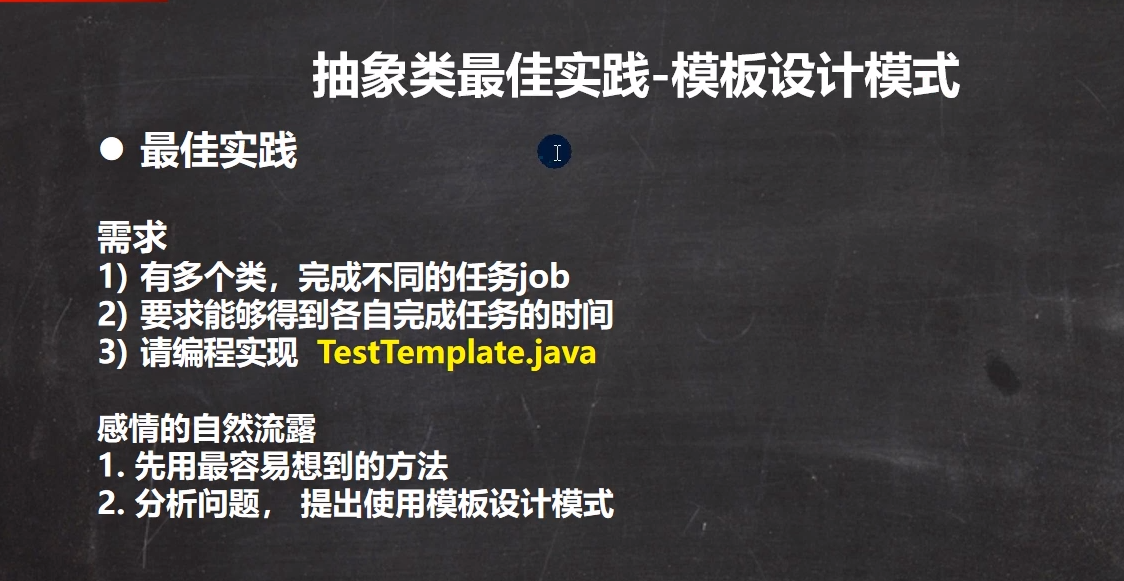 抽象类最佳实践-模板设计模式
● 最佳实践
需求
1) 有多个类，完成不同的任务job
2) 要求能够得到各自完成任务的时间
3) 请编程实现 TestTemplate.java
感情的自然流露
1. 先用最容易想到的方法
2. 分析问题， 提出使用模板设计模式